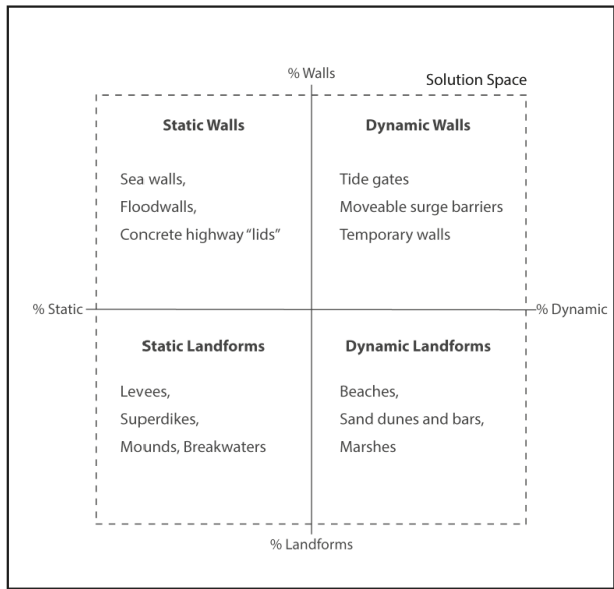 % Walls
Solution Space
Static Walls
Sea walls,
Floodwalls,
Concrete highway “lids”
Dynamic Walls
Tide gates
Moveable surge barriers
Temporary walls
% Static
% Dynamic
Static Landforms
Levees,
Superdikes,
Mounds, Breakwaters
Dynamic Landforms
Beaches,
Sand dunes and bars,
Marshes
% Landforms